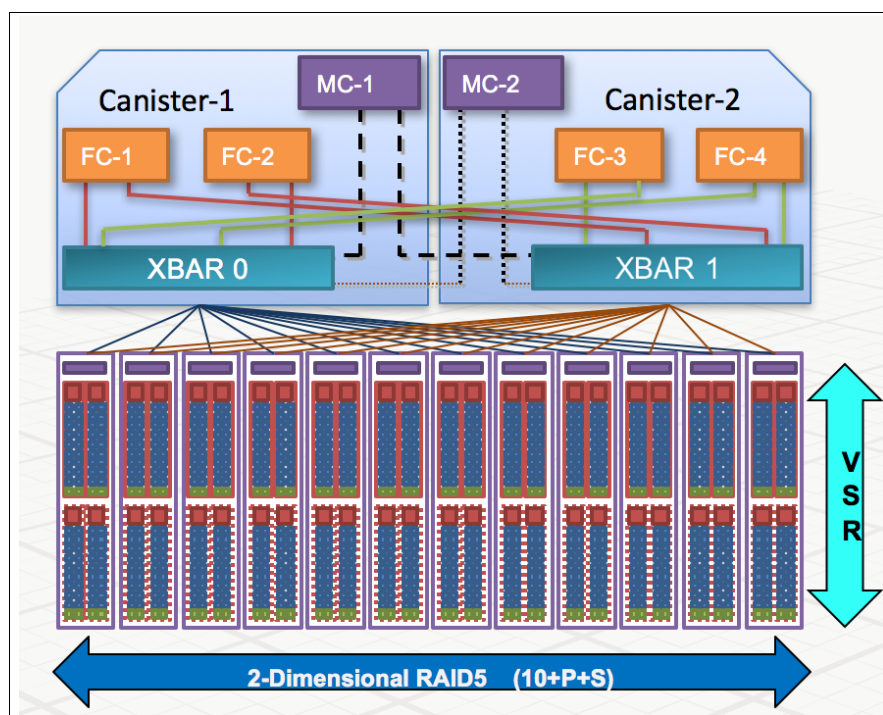 Canister-1
MC-1
MC-2
Canister-2
FC-1
FC-2
FC-3
FC-4
XBAR 0
XBAR 1
V
S
R
2-Dimensional RAID5 (10+P+S)